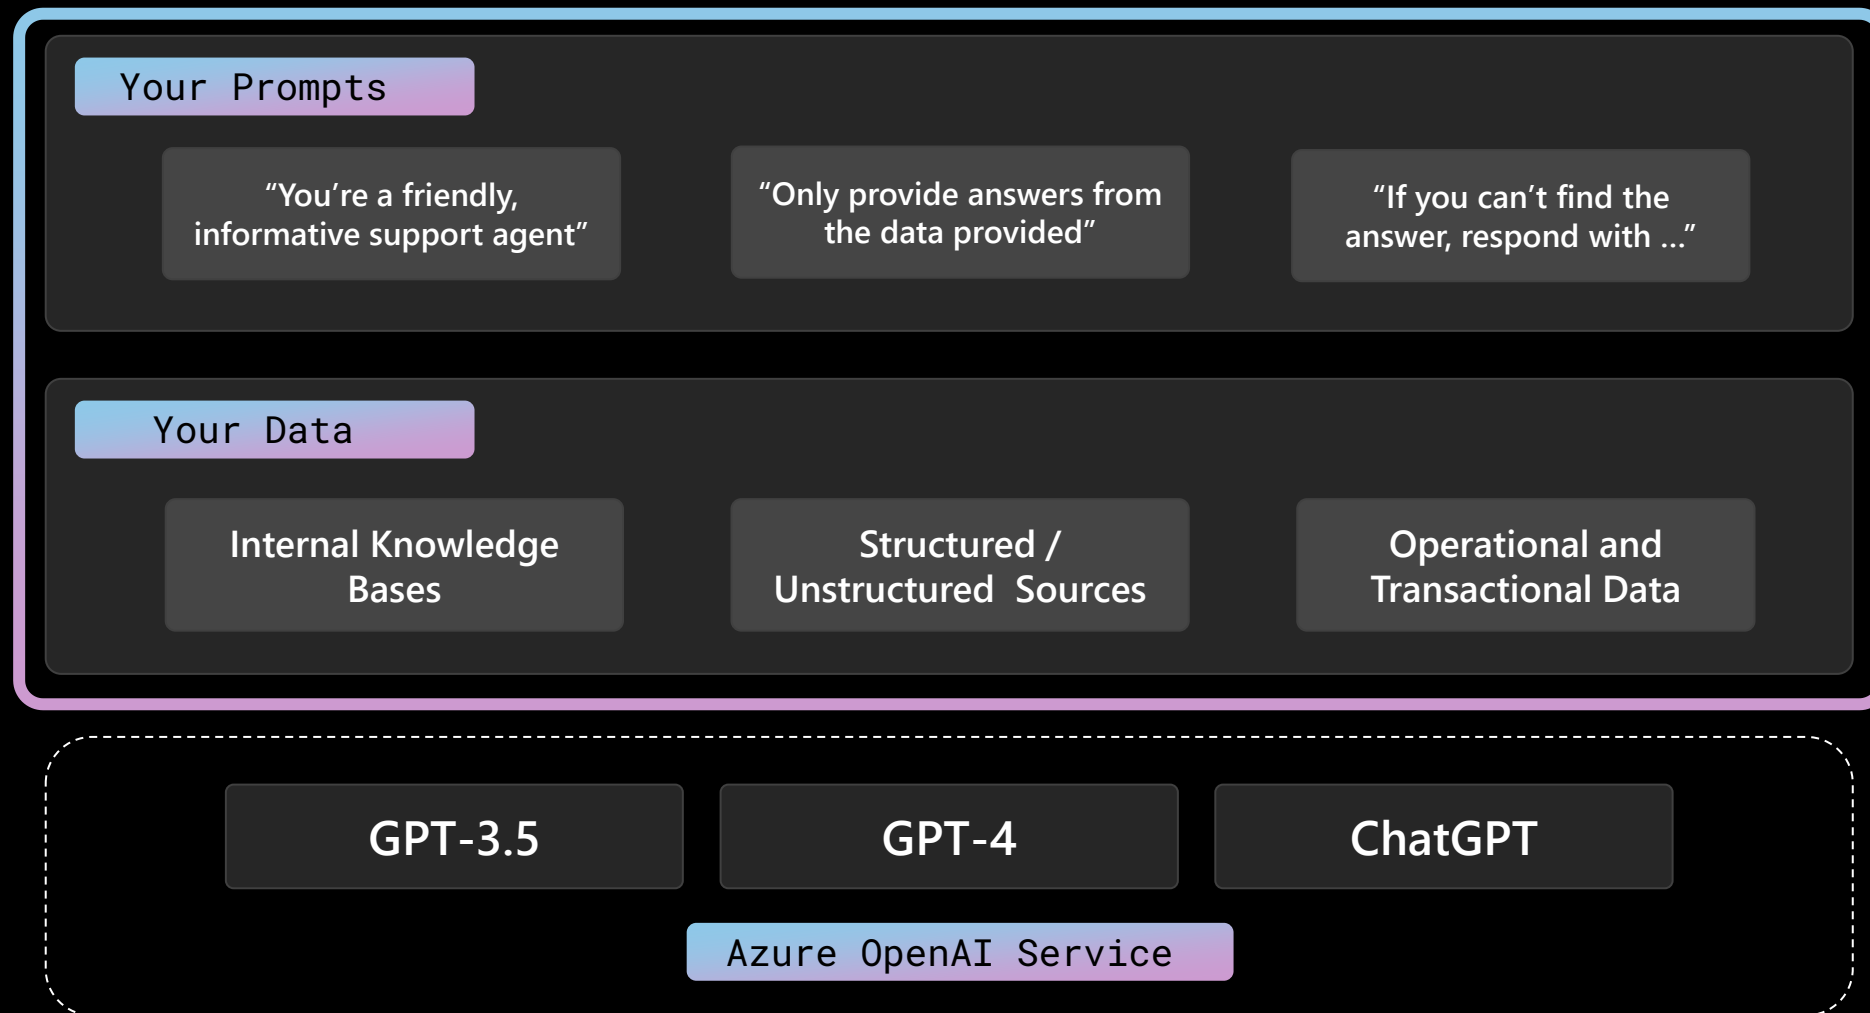 Your Prompts
“You’re a friendly,
informative support agent”
“Only provide answers from
the data provided”
“If you can’t find the
answer, respond with ...”
Your Data
Internal Knowledge
Bases
Structured /
Unstructured  Sources
Operational and
Transactional Data
GPT-3.5
GPT-4
ChatGPT
Azure OpenAI Service